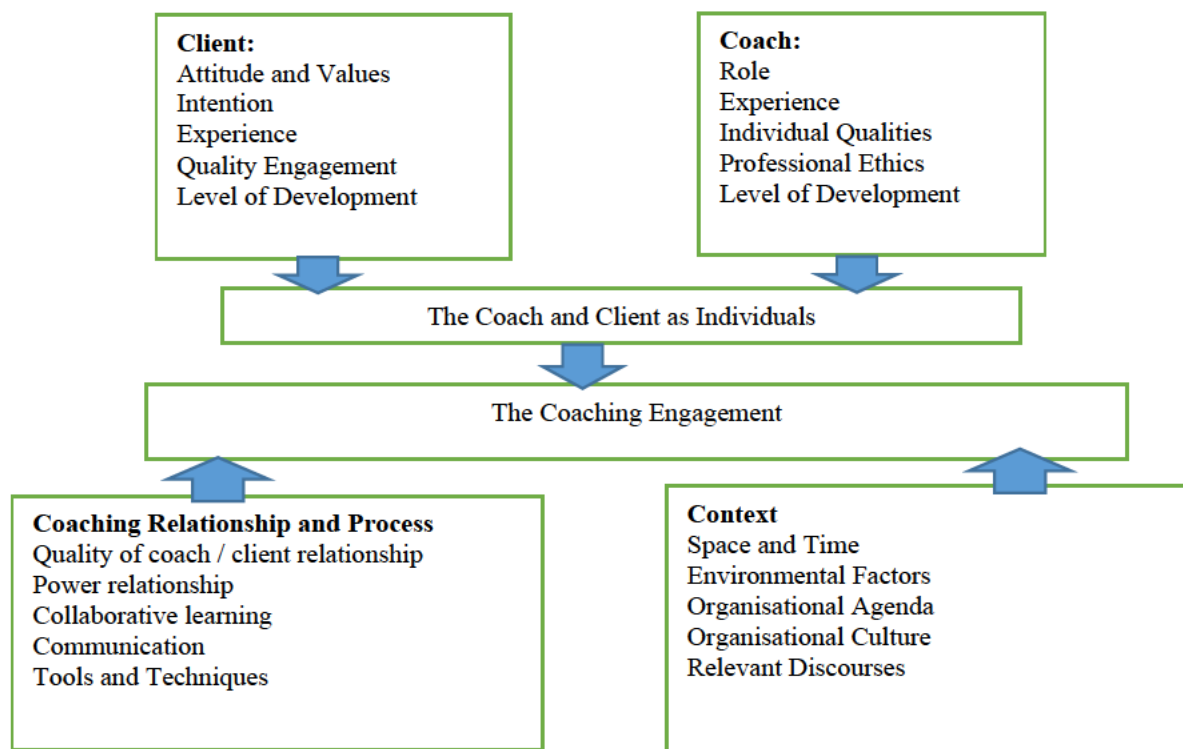 Client:
Attitude and Values
Intention
Experience
Quality Engagement
Level of Development
Coach:
Role
Experience
Individual Qualities
Professional Ethics
Level of Development
The Coach and Client as Individuals
The Coaching Engagement
Coaching Relationship and Process
Quality of coach / client relationship
Power relationship
Collaborative learning
Communication
Tools and Techniques
Context
Space and Time
Environmental Factors
Organisational Agenda
Organisational Culture
Relevant Discourses